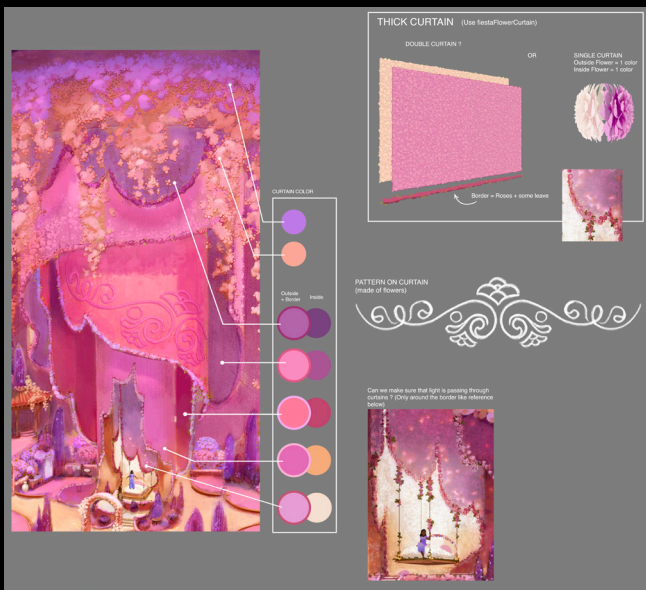 THICK CURTAIN (Use fiestaFlowerCurtain)
DOUBLE CURTAIN ?
OR
SINGLE CURTAIN
Outside Flower = 1 color
Inside Flower = 1 color
Border = Roses + some leave
CURTAIN COLOR
Outside
+ Border
Inside
PATTERN ON CURTAIN
(made of flowers)
Can we make sure that light is passing through
curtains ? (Only around the border like reference
below)